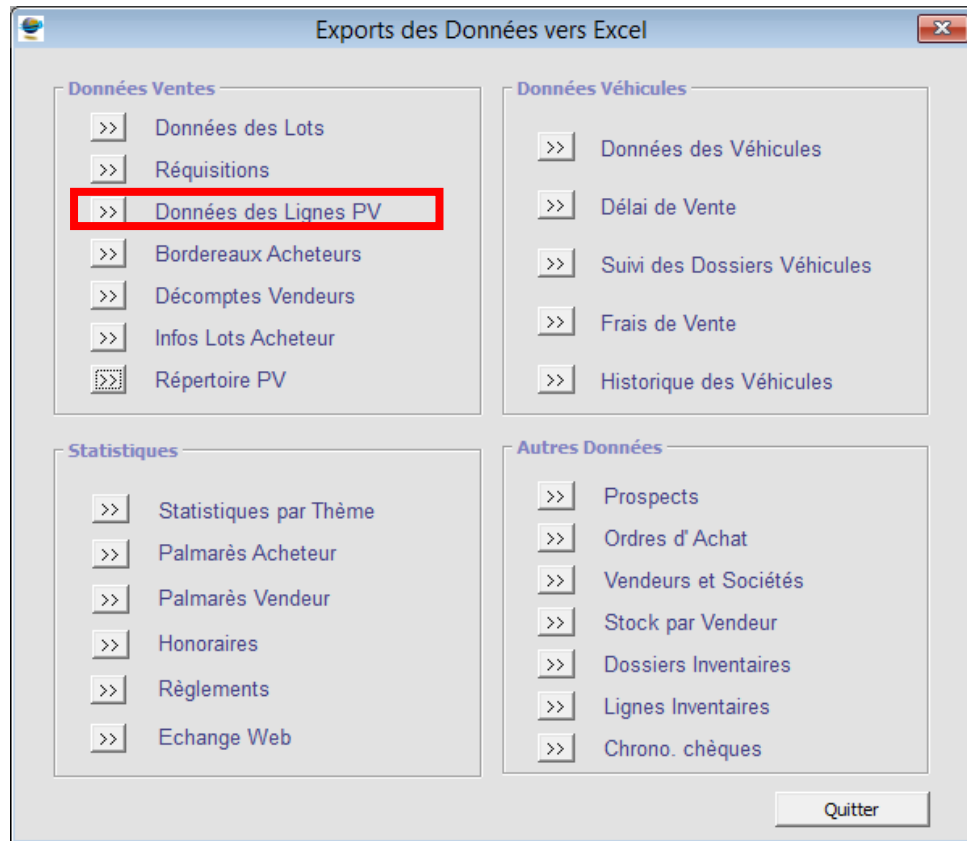 Exports des Données vers Excel
Données Ventes
>> Données des Lots
>> Réquisitions
>> Données des Lignes PV
>> Bordereaux Acheteurs
>> Décomptes Vendeurs
>> Infos Lots Acheteur
>> Répertoire PV
Données Véhicules
>> Données des Véhicules
>> Délai de Vente
>> Suivi des Dossiers Véhicules
>> Frais de Vente
>> Historique des Véhicules
Statistiques
>> Statistiques par Thème
>> Palmarès Acheteur
>> Palmarès Vendeur
>> Honoraires
>> Règlements
>> Echange Web
Autres Données
>> Prospects
>> Ordres d' Achat
>> Vendeurs et Sociétés
>> Stock par Vendeur
>> Dossiers Inventaires
>> Lignes Inventaires
>> Chrono. chèques
Quitter